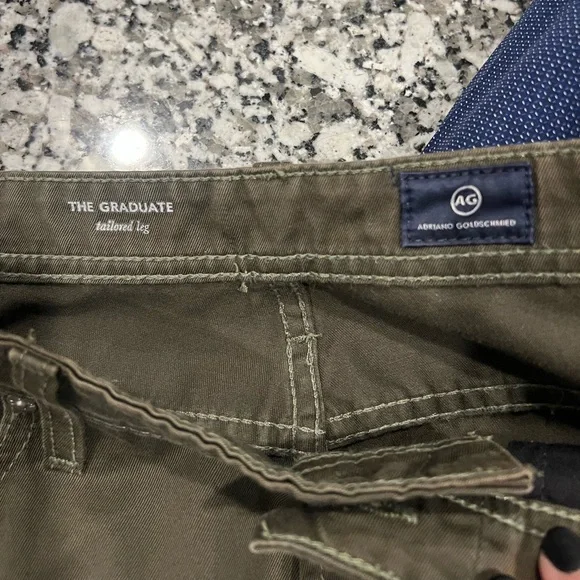 THE GRADUATE
tailored leg
AG
ADRIANO GOLDSCHMIED